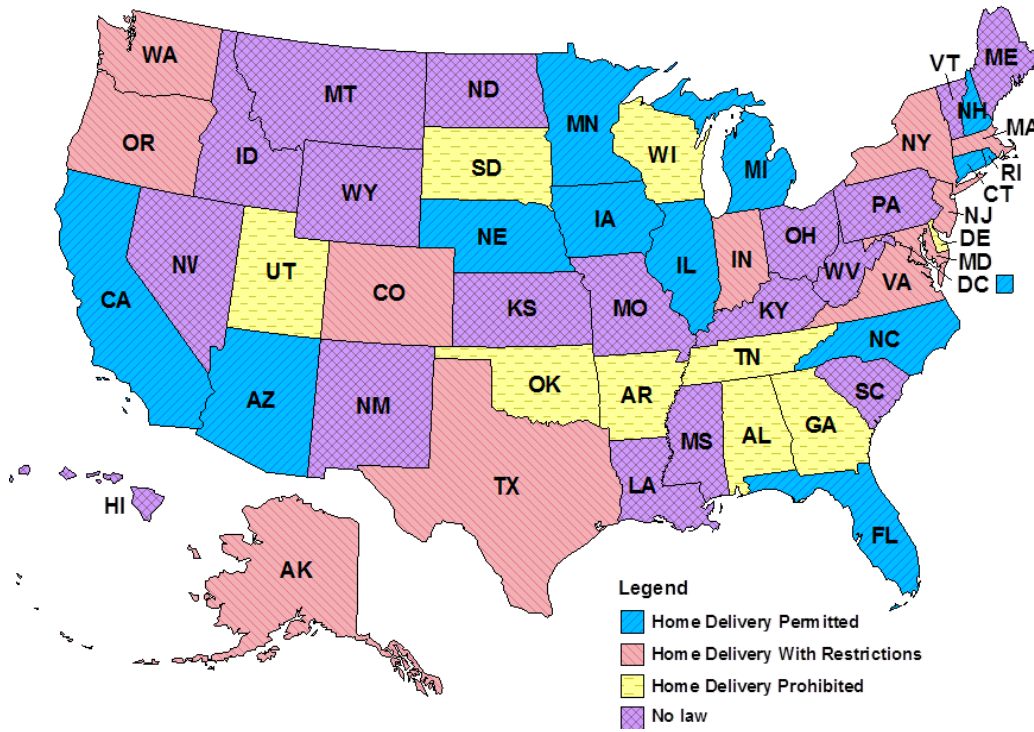 WA
ME
VT
MT
ND
NH
MN
OR
NY
MA
ID
WI
SD
MI
RI
WY
CT
PA
NJ
IA
NE
OH
DE
IN
NV
IL
UT
MD
WV
CO
VA
DC
CA
KS
MO
KY
NC
TN
OK
AR
SC
AZ
NM
GA
MS
AL
TX
LA
HI
FL
AK
Legend
Home Delivery Permitted
Home Delivery With Restrictions
Home Delivery Prohibited
No law